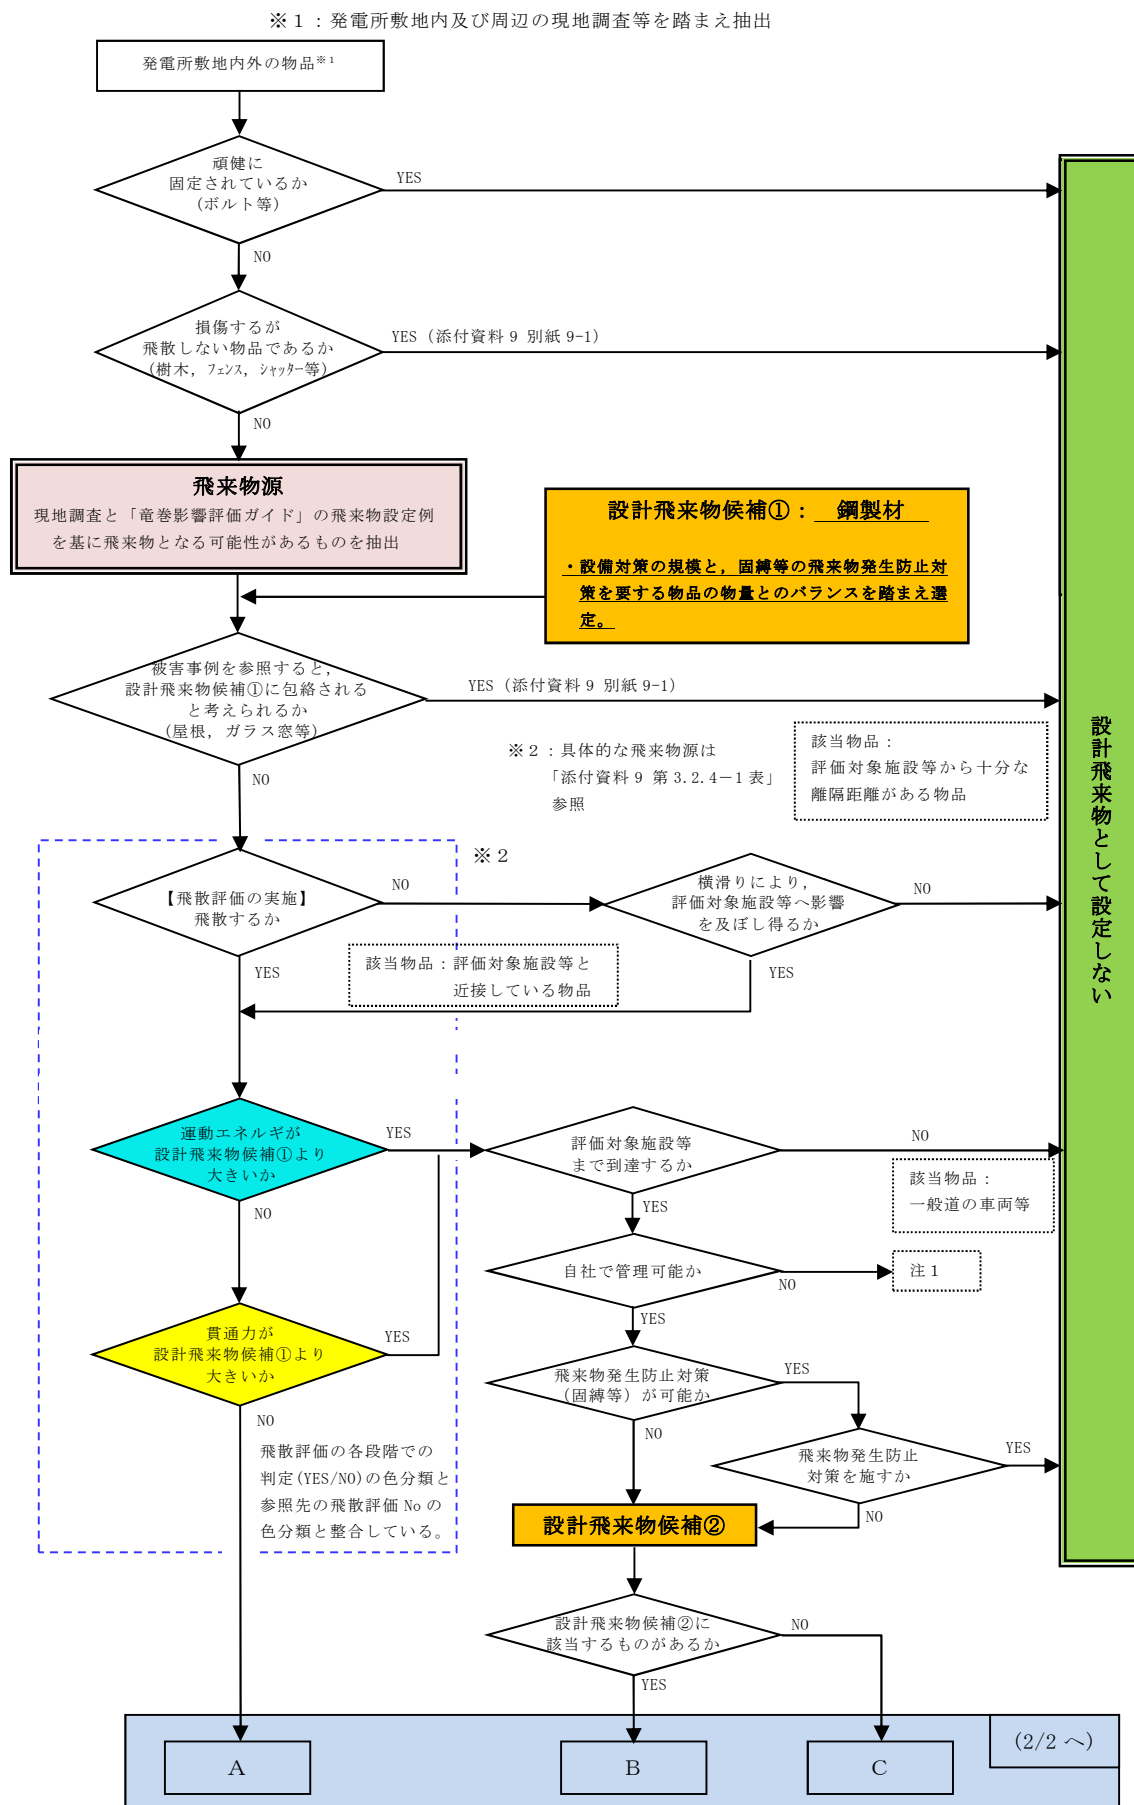 ※１：発電所敷地内及び周辺の現地調査等を踏まえ抽出
発電所敷地内外の物品※１
頑健に
固定されているか
(ボルト等)
YES
NO
損傷するが
飛散しない物品であるか
(樹木，フェンス，シャッター等)
YES (添付資料 9 別紙 9-1)
NO
飛来物源
現地調査と「竜巻影響評価ガイド」の飛来物設定例
を基に飛来物となる可能性があるものを抽出
設計飛来物候補①：　鋼製材
・設備対策の規模と，固縛等の飛来物発生防止対
策を要する物品の物量とのバランスを踏まえ選
定。
被害事例を参照すると，
設計飛来物候補①に包絡される
と考えられるか
(屋根，ガラス窓等)
YES (添付資料 9 別紙 9-1)
NO
※２：具体的な飛来物源は
「添付資料 9 第 3.2.4－1 表」
参照
該当物品：
評価対象施設等から十分な
離隔距離がある物品
設計飛来物として設定しない
※２
【飛散評価の実施】
飛散するか
NO
横滑りにより，
評価対象施設等へ影響
を及ぼし得るか
NO
YES
該当物品：評価対象施設等と
近接している物品
YES
運動エネルギが
設計飛来物候補①より
大きいか
YES
NO
評価対象施設等
まで到達するか
NO
該当物品：
一般道の車両等
YES
自社で管理可能か
NO
注１
YES
貫通力が
設計飛来物候補①より
大きいか
YES
NO
飛来物発生防止対策
(固縛等) が可能か
YES
NO
飛散評価の各段階での
判定(YES/NO)の色分類と
参照先の飛散評価 No の
色分類と整合している。
飛来物発生防止
対策を施すか
YES
NO
設計飛来物候補②
設計飛来物候補②に
該当するものがあるか
NO
YES
(2/2 へ)
A
B
C